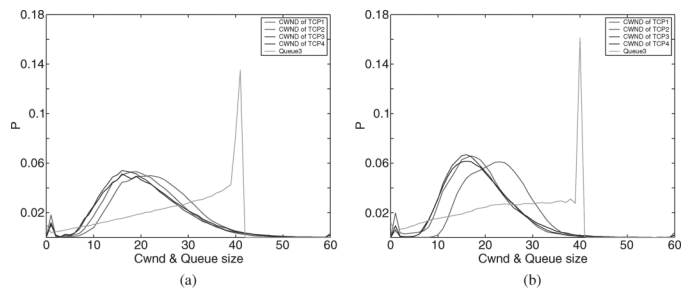 0.18
0.14
0.1
0.06
0.02
P
0 10 20 30 40 50 60
Cwnd & Queue size
CWND of TCP1
CWND of TCP2
CWND of TCP3
CWND of TCP4
Queue3
(a)
0.18
0.14
0.1
0.06
0.02
P
0 10 20 30 40 50 60
Cwnd & Queue size
CWND of TCP1
CWND of TCP2
CWND of TCP3
CWND of TCP4
Queue3
(b)